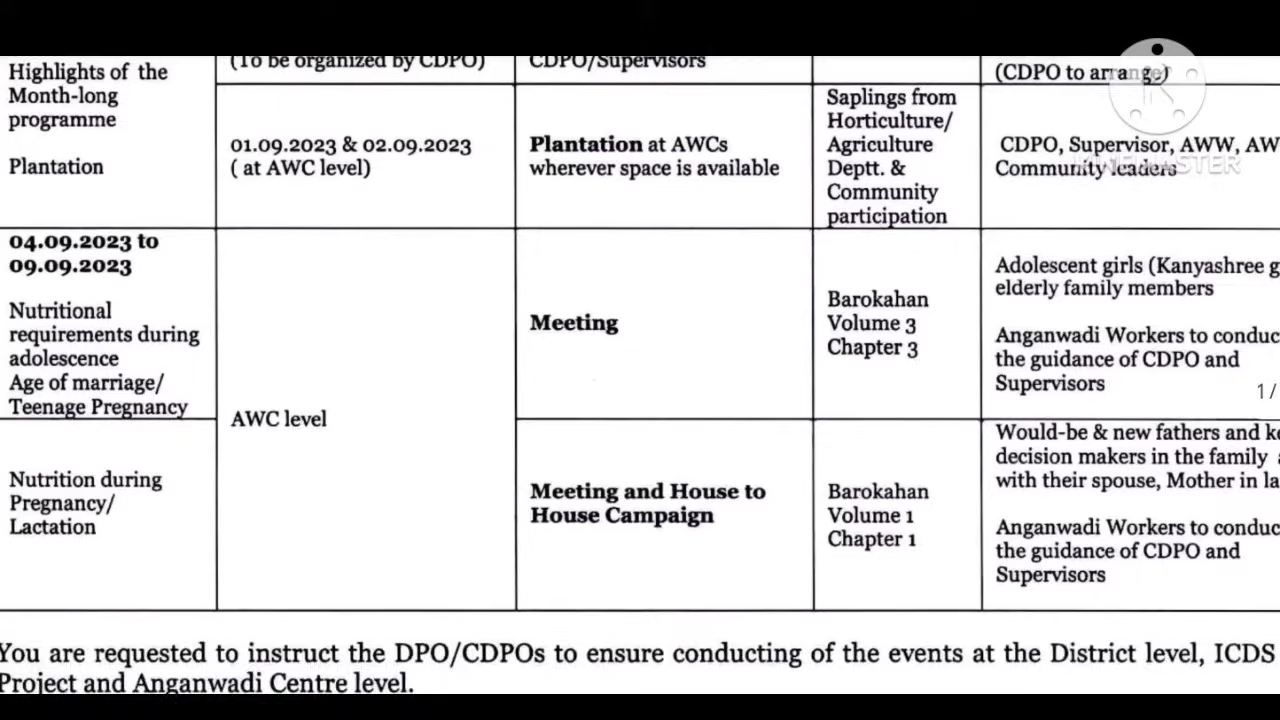 (To be organized by CDPO)
CDPO/Supervisors
(CDPO to arrange)
Highlights of the
Month-long
programme
Plantation
01.09.2023 & 02.09.2023
( at AWC level)
Plantation at AWCs
wherever space is available
Saplings from
Horticulture/
Agriculture
Deptt. &
Community
participation
CDPO, Supervisor, AWW, AW
Community leaders
KINEMASTER
04.09.2023 to
09.09.2023
Nutritional
requirements during
adolescence
Age of marriage/
Teenage Pregnancy
AWC level
Meeting
Barokahan
Volume 3
Chapter 3
Adolescent girls (Kanyashree g
elderly family members
Anganwadi Workers to conduc
the guidance of CDPO and
Supervisors
1/
Nutrition during
Pregnancy/
Lactation
Meeting and House to
House Campaign
Barokahan
Volume 1
Chapter 1
Would-be & new fathers and ke
decision makers in the family a
with their spouse, Mother in la
Anganwadi Workers to conduc
the guidance of CDPO and
Supervisors
You are requested to instruct the DPO/CDPOs to ensure conducting of the events at the District level, ICDS
Project and Anganwadi Centre level.